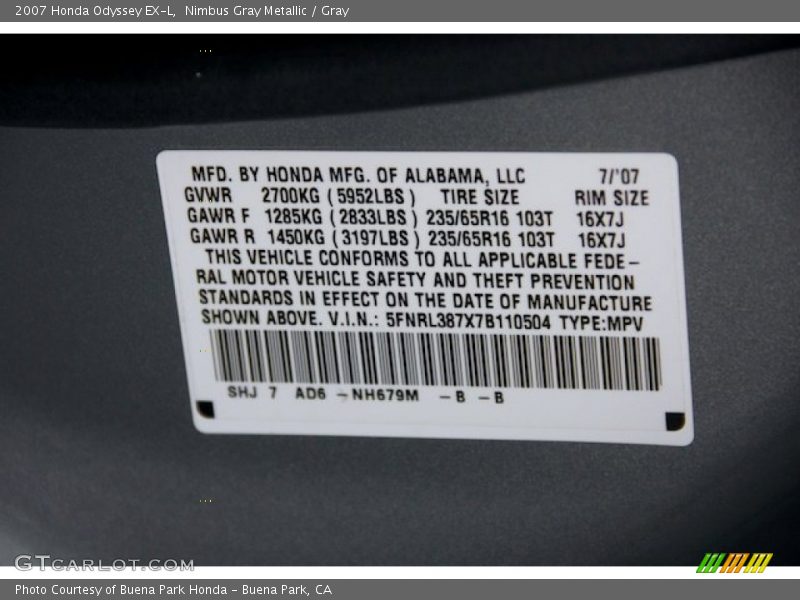 2007 Honda Odyssey EX-L, Nimbus Gray Metallic / Gray
MFD. BY HONDA MFG. OF ALABAMA, LLC 7/'07
GVWR 2700KG (5952LBS) TIRE SIZE RIM SIZE
GAWR F 1285KG (2833LBS) 235/65R16 103T 16X7J
GAWR R 1450KG (3197LBS) 235/65R16 103T 16X7J
THIS VEHICLE CONFORMS TO ALL APPLICABLE FEDE-
RAL MOTOR VEHICLE SAFETY AND THEFT PREVENTION
STANDARDS IN EFFECT ON THE DATE OF MANUFACTURE
SHOWN ABOVE. V.I.N.: 5FNRL387X7B110504 TYPE:MPV
SHJ 7 AD6 -NH679M -B -B
GTCARLOT.COM
Photo Courtesy of Buena Park Honda - Buena Park, CA